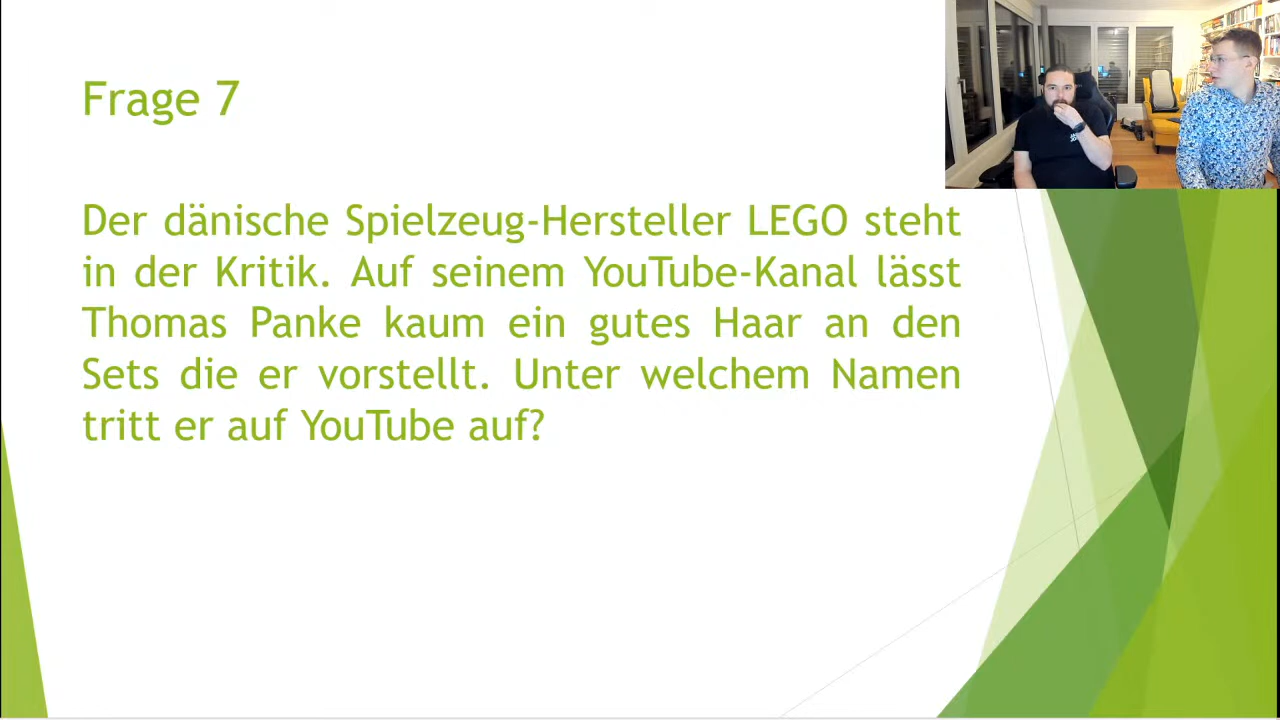 Frage 7
Der dänische Spielzeug-Hersteller LEGO steht
in der Kritik. Auf seinem YouTube-Kanal lässt
Thomas Panke kaum ein gutes Haar an den
Sets die er vorstellt. Unter welchem Namen
tritt er auf YouTube auf?